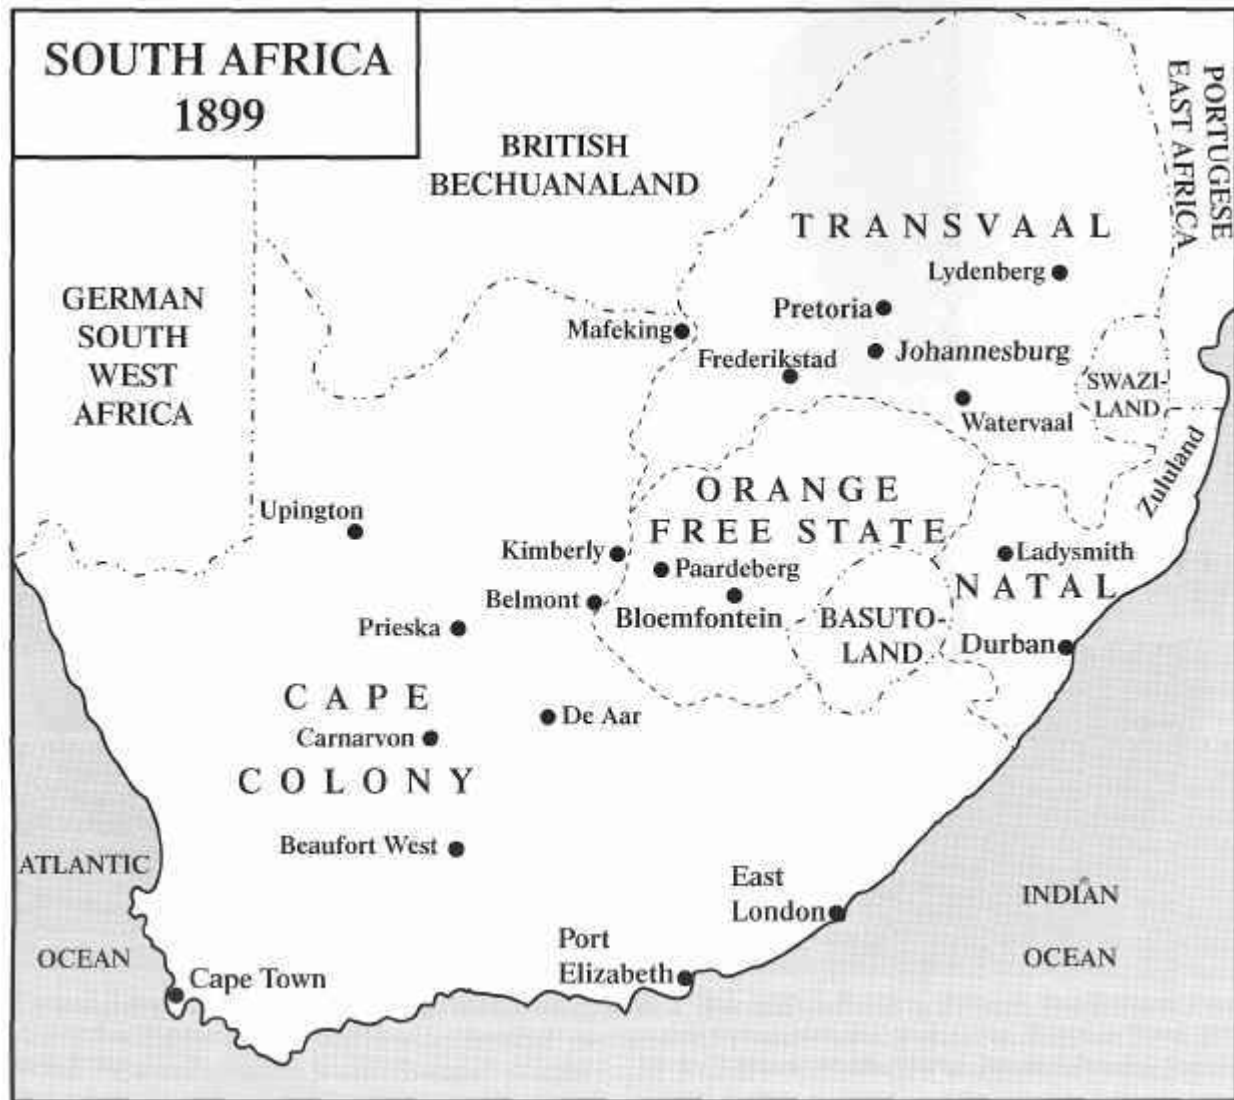 SOUTH AFRICA
1899
BRITISH
BECHUANALAND
PORTUGESE
EAST AFRICA
TRANSVAAL
Lydenberg
GERMAN
SOUTH
WEST
AFRICA
Pretoria
Mafeking
Johannesburg
Frederikstad
SWAZI-
LAND
Watervaal
Zululand
ORANGE
FREE STATE
Upington
Kimberly
Ladysmith
Paardeberg
NATAL
Belmont
Bloemfontein
BASUTO-
LAND
Prieska
Durban
CAPE
De Aar
Carnarvon
COLONY
Beaufort West
ATLANTIC
OCEAN
East
London
INDIAN
OCEAN
Port
Elizabeth
Cape Town